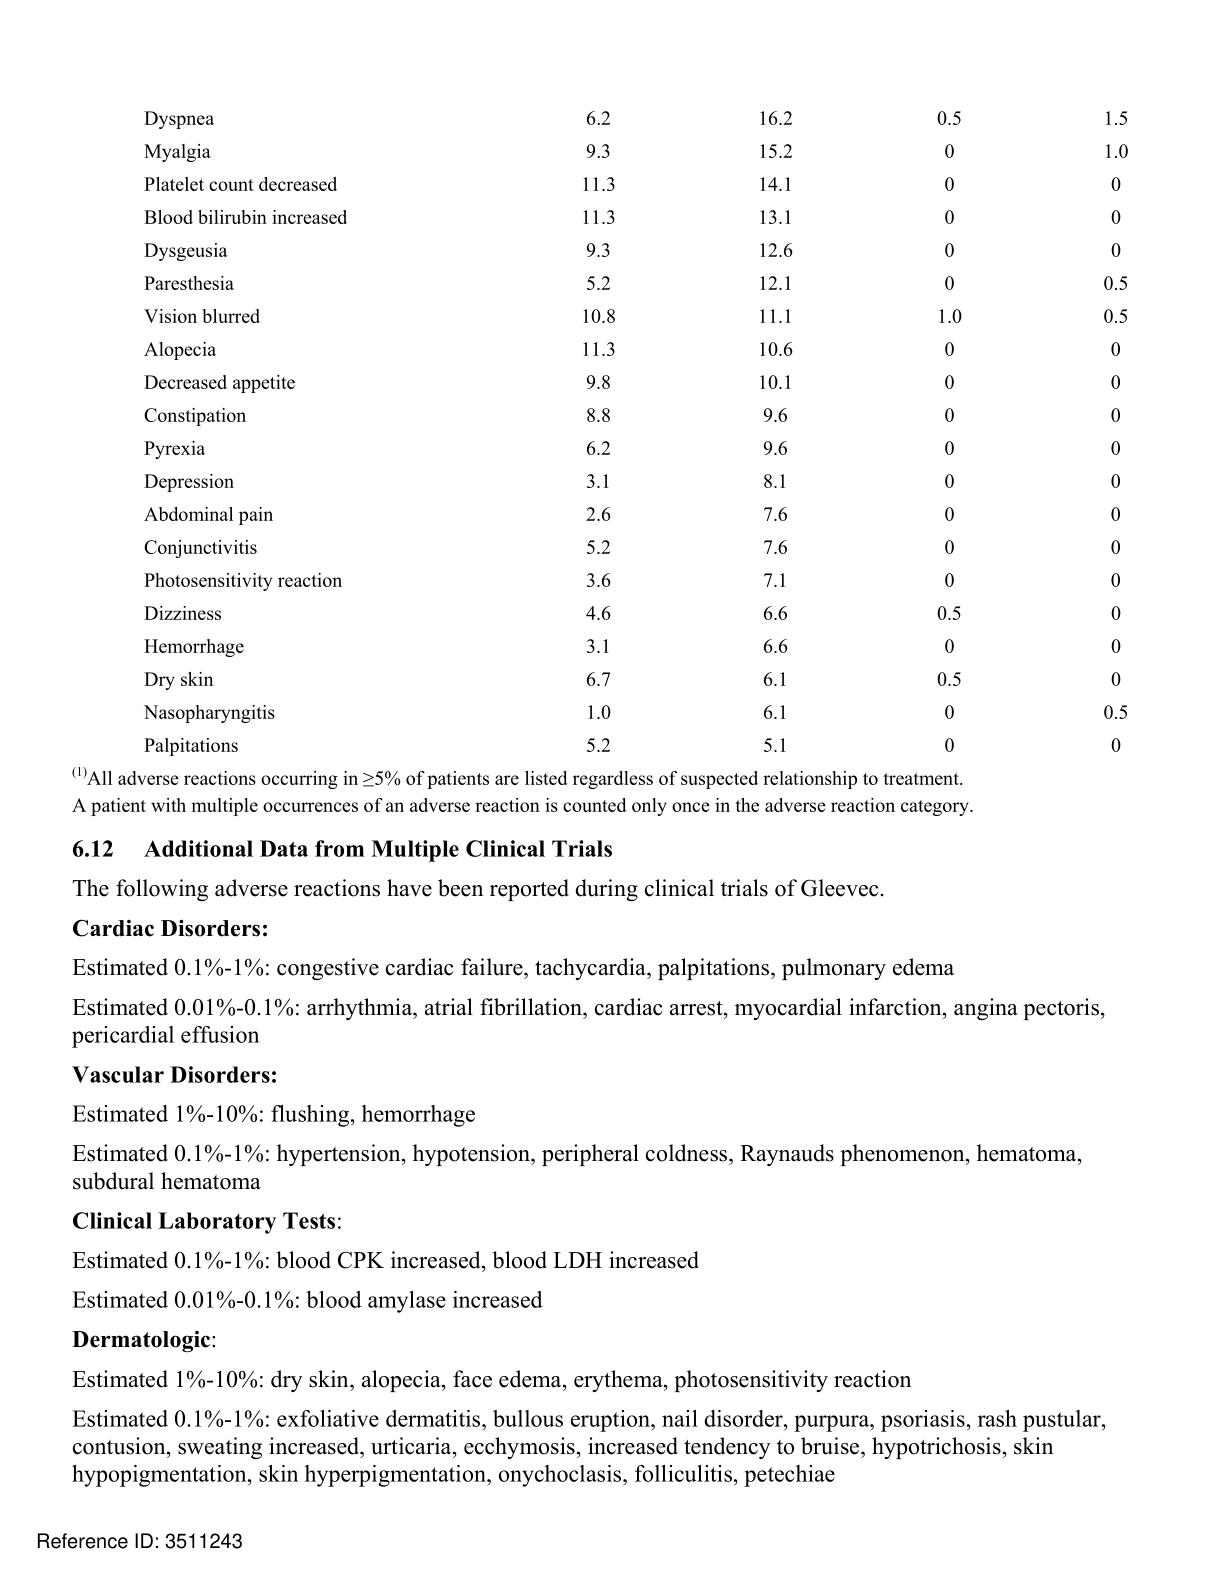 Dyspnea 6.2 16.2 0.5 1.5
Myalgia 9.3 15.2 0 1.0
Platelet count decreased 11.3 14.1 0 0
Blood bilirubin increased 11.3 13.1 0 0
Dysgeusia 9.3 12.6 0 0
Paresthesia 5.2 12.1 0 0.5
Vision blurred 10.8 11.1 1.0 0.5
Alopecia 11.3 10.6 0 0
Decreased appetite 9.8 10.1 0 0
Constipation 8.8 9.6 0 0
Pyrexia 6.2 9.6 0 0
Depression 3.1 8.1 0 0
Abdominal pain 2.6 7.6 0 0
Conjunctivitis 5.2 7.6 0 0
Photosensitivity reaction 3.6 7.1 0 0
Dizziness 4.6 6.6 0.5 0
Hemorrhage 3.1 6.6 0 0
Dry skin 6.7 6.1 0.5 0
Nasopharyngitis 1.0 6.1 0 0.5
Palpitations 5.2 5.1 0 0
(1)All adverse reactions occurring in ≥5% of patients are listed regardless of suspected relationship to treatment.
A patient with multiple occurrences of an adverse reaction is counted only once in the adverse reaction category.
6.12 Additional Data from Multiple Clinical Trials
The following adverse reactions have been reported during clinical trials of Gleevec.
Cardiac Disorders:
Estimated 0.1%-1%: congestive cardiac failure, tachycardia, palpitations, pulmonary edema
Estimated 0.01%-0.1%: arrhythmia, atrial fibrillation, cardiac arrest, myocardial infarction, angina pectoris,
pericardial effusion
Vascular Disorders:
Estimated 1%-10%: flushing, hemorrhage
Estimated 0.1%-1%: hypertension, hypotension, peripheral coldness, Raynauds phenomenon, hematoma,
subdural hematoma
Clinical Laboratory Tests:
Estimated 0.1%-1%: blood CPK increased, blood LDH increased
Estimated 0.01%-0.1%: blood amylase increased
Dermatologic:
Estimated 1%-10%: dry skin, alopecia, face edema, erythema, photosensitivity reaction
Estimated 0.1%-1%: exfoliative dermatitis, bullous eruption, nail disorder, purpura, psoriasis, rash pustular,
contusion, sweating increased, urticaria, ecchymosis, increased tendency to bruise, hypotrichosis, skin
hypopigmentation, skin hyperpigmentation, onychoclasis, folliculitis, petechiae
Reference ID: 3511243